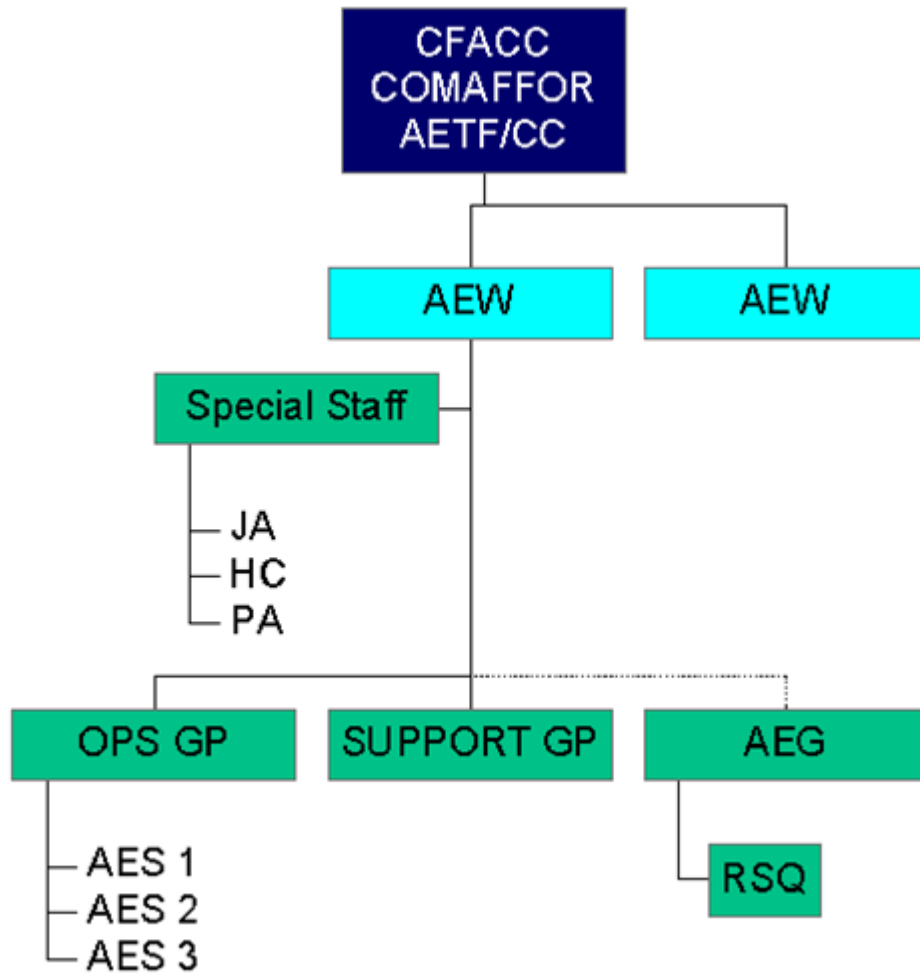 CFACC
COMAFFOR
AETF/CC
AEW
AEW
Special Staff
JA
HC
PA
OPS GP
SUPPORT GP
AEG
AES 1
AES 2
AES 3
RSQ